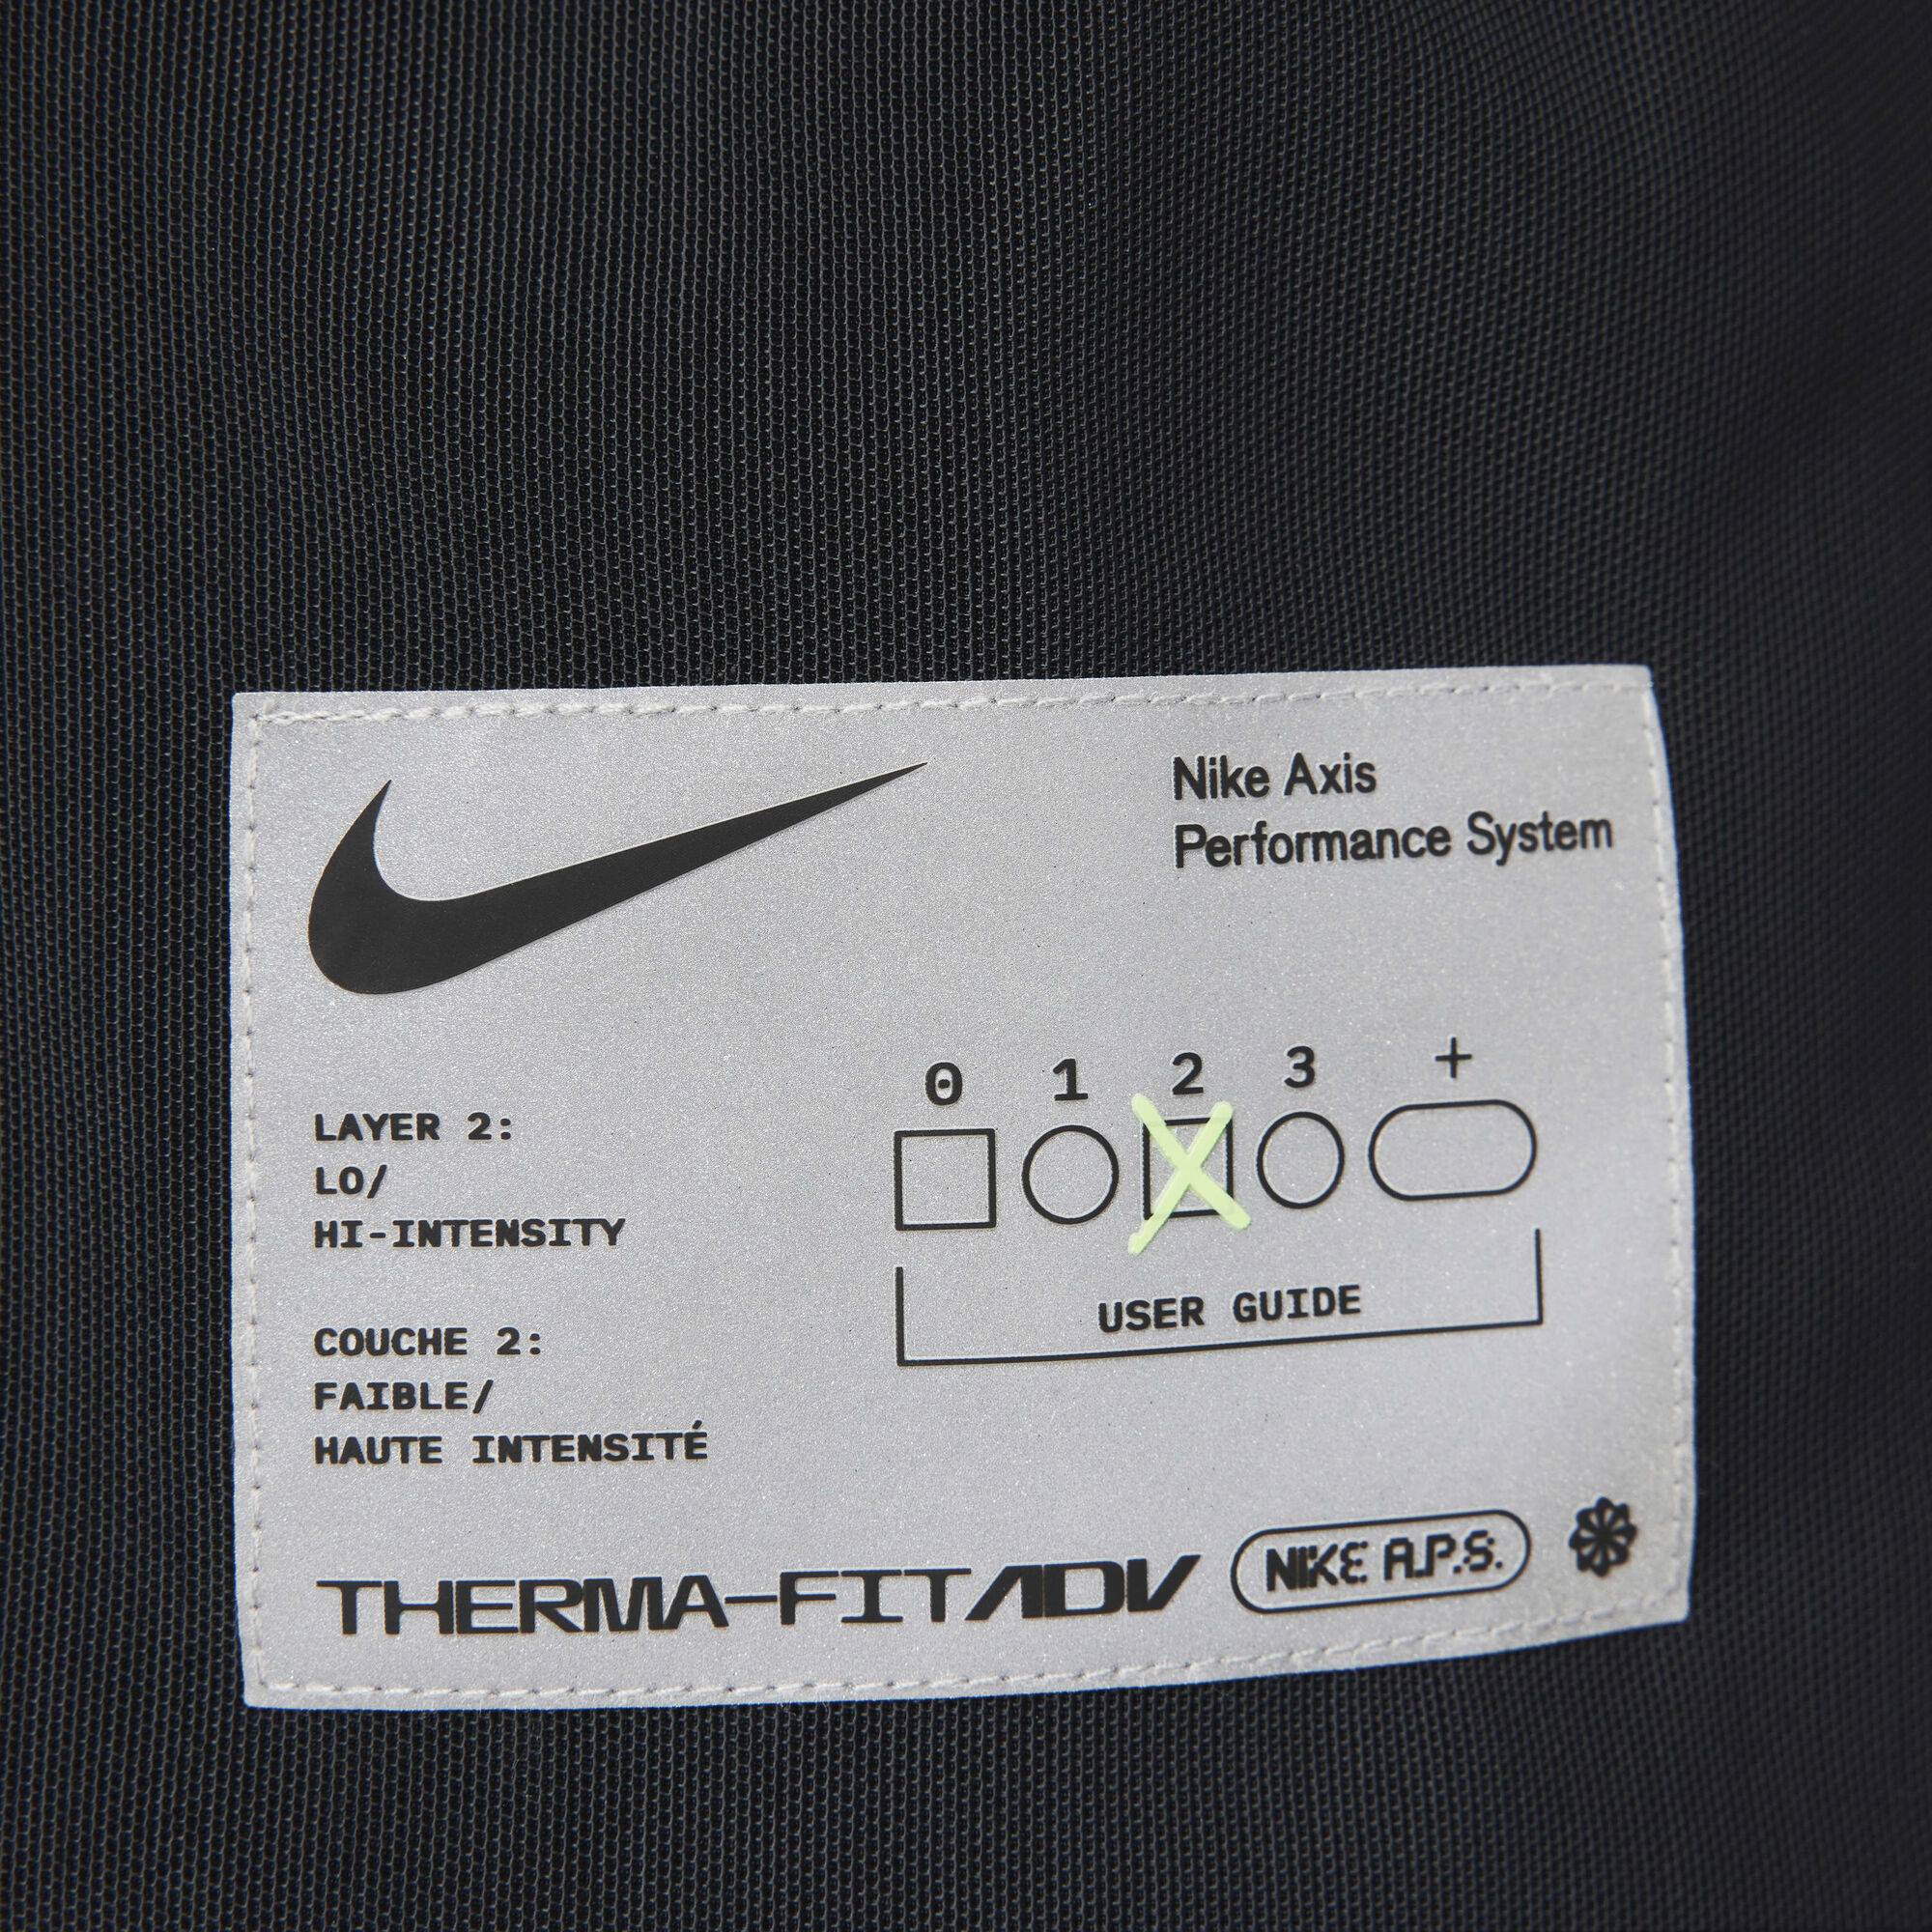 Nike Axis
Performance System
0 1 2 3 +
LAYER 2:
LO/
HI-INTENSITY
USER GUIDE
COUCHE 2:
FAIBLE/
HAUTE INTENSITÉ
THERMA-FIT ADV NIKE A.P.S.